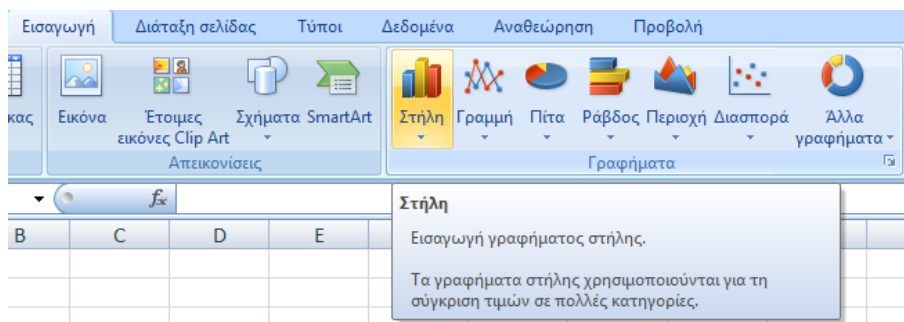 Εισαγωγή Διάταξη σελίδας Τύποι Δεδομένα Αναθεώρηση Προβολή
κας Εικόνα Έτοιμες εικόνες Clip Art Σχήματα SmartArt Στήλη Γραμμή Πίτα Ράβδος Περιοχή Διασπορά Άλλα γραφήματα
Απεικονίσεις Γραφήματα
fx
B C D E
Στήλη
Εισαγωγή γραφήματος στήλης.
Τα γραφήματα στήλης χρησιμοποιούνται για τη
σύγκριση τιμών σε πολλές κατηγορίες.